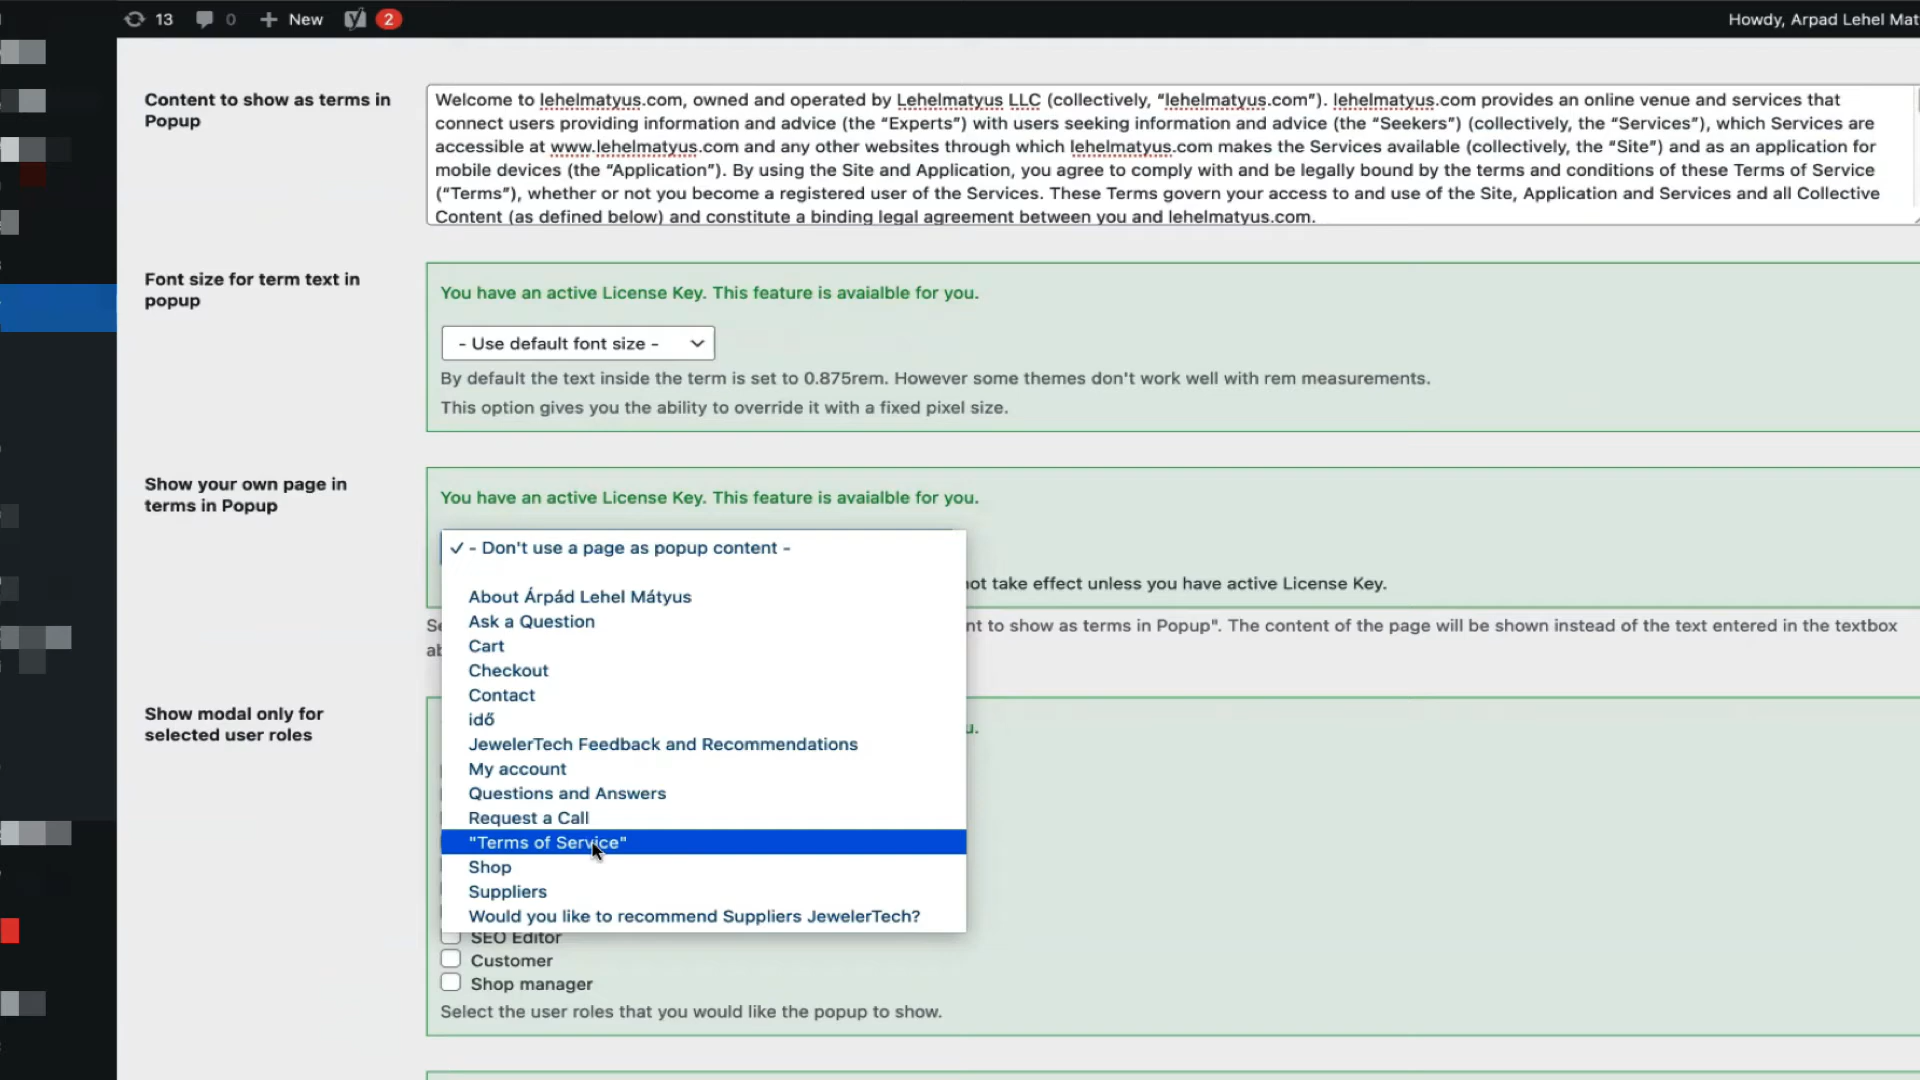 13 0 New 2 Howdy, Arpad Lehel Mat
Content to show as terms in
Popup
Welcome to lehelmatyus.com, owned and operated by Lehelmatyus LLC (collectively, “lehelmatyus.com”). lehelmatyus.com provides an online venue and services that
connect users providing information and advice (the “Experts”) with users seeking information and advice (the “Seekers”) (collectively, the “Services”), which Services are
accessible at www.lehelmatyus.com and any other websites through which lehelmatyus.com makes the Services available (collectively, the “Site”) and as an application for
mobile devices (the “Application”). By using the Site and Application, you agree to comply with and be legally bound by the terms and conditions of these Terms of Service
(“Terms”), whether or not you become a registered user of the Services. These Terms govern your access to and use of the Site, Application and Services and all Collective
Content (as defined below) and constitute a binding legal agreement between you and lehelmatyus.com.
Font size for term text in
popup
You have an active License Key. This feature is avaialble for you.
- Use default font size -
By default the text inside the term is set to 0.875rem. However some themes don't work well with rem measurements.
This option gives you the ability to override it with a fixed pixel size.
Show your own page in
terms in Popup
You have an active License Key. This feature is avaialble for you.
- Don't use a page as popup content -
not take effect unless you have active License Key.
nt to show as terms in Popup". The content of the page will be shown instead of the text entered in the textbox
About Árpád Lehel Mátyus
Ask a Question
Cart
Checkout
Contact
idő
JewelerTech Feedback and Recommendations
My account
Questions and Answers
Request a Call
"Terms of Service"
Shop
Suppliers
Would you like to recommend Suppliers JewelerTech?
Show modal only for
selected user roles
u.
SEO Editor
Customer
Shop manager
Select the user roles that you would like the popup to show.